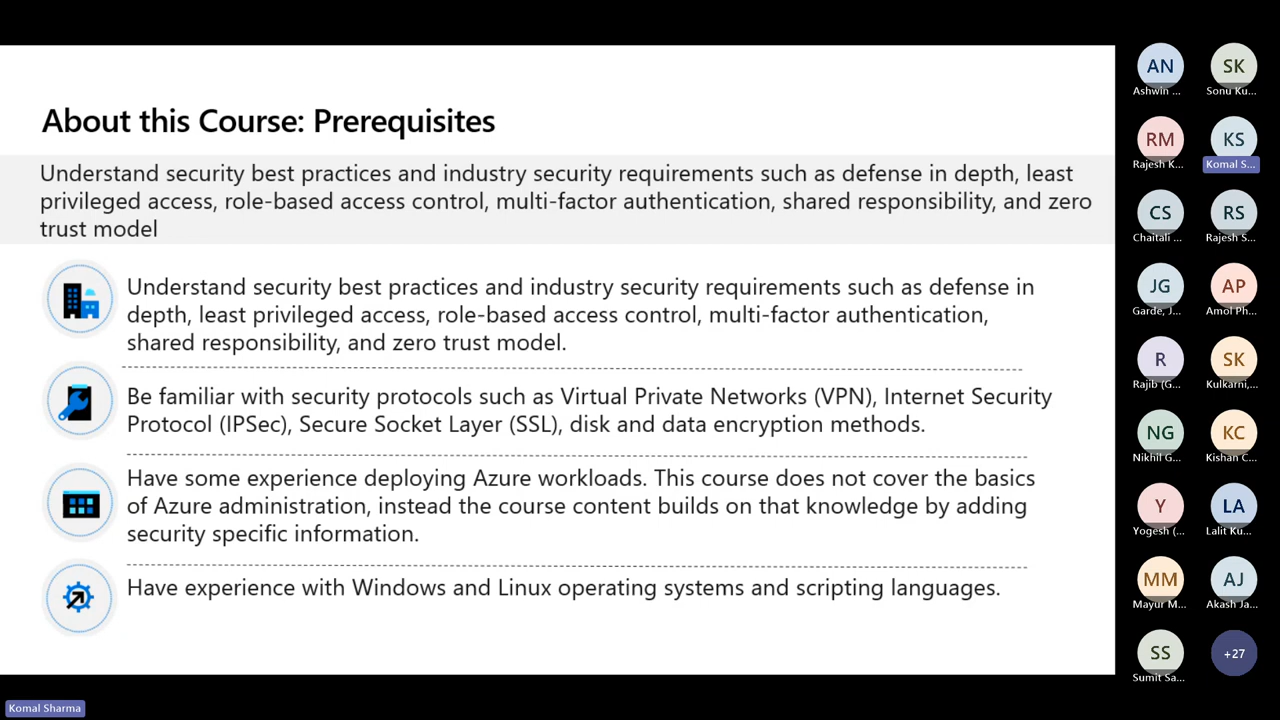 About this Course: Prerequisites
Understand security best practices and industry security requirements such as defense in depth, least
privileged access, role-based access control, multi-factor authentication, shared responsibility, and zero
trust model
Understand security best practices and industry security requirements such as defense in
depth, least privileged access, role-based access control, multi-factor authentication,
shared responsibility, and zero trust model.
Be familiar with security protocols such as Virtual Private Networks (VPN), Internet Security
Protocol (IPSec), Secure Socket Layer (SSL), disk and data encryption methods.
Have some experience deploying Azure workloads. This course does not cover the basics
of Azure administration, instead the course content builds on that knowledge by adding
security specific information.
Have experience with Windows and Linux operating systems and scripting languages.
AN SK
Ashwin ... Sonu Ku...
RM KS
Rajesh K... Komal S...
CS RS
Chaitali ... Rajesh S...
JG AP
Garde, J... Amol Ph...
R SK
Rajib (G... Kulkarni,...
NG KC
Nikhil G... Kishan C...
Y LA
Yogesh (... Lalit Ku...
MM AJ
Mayur M... Akash Ja...
SS +27
Sumit Sa...
Komal Sharma